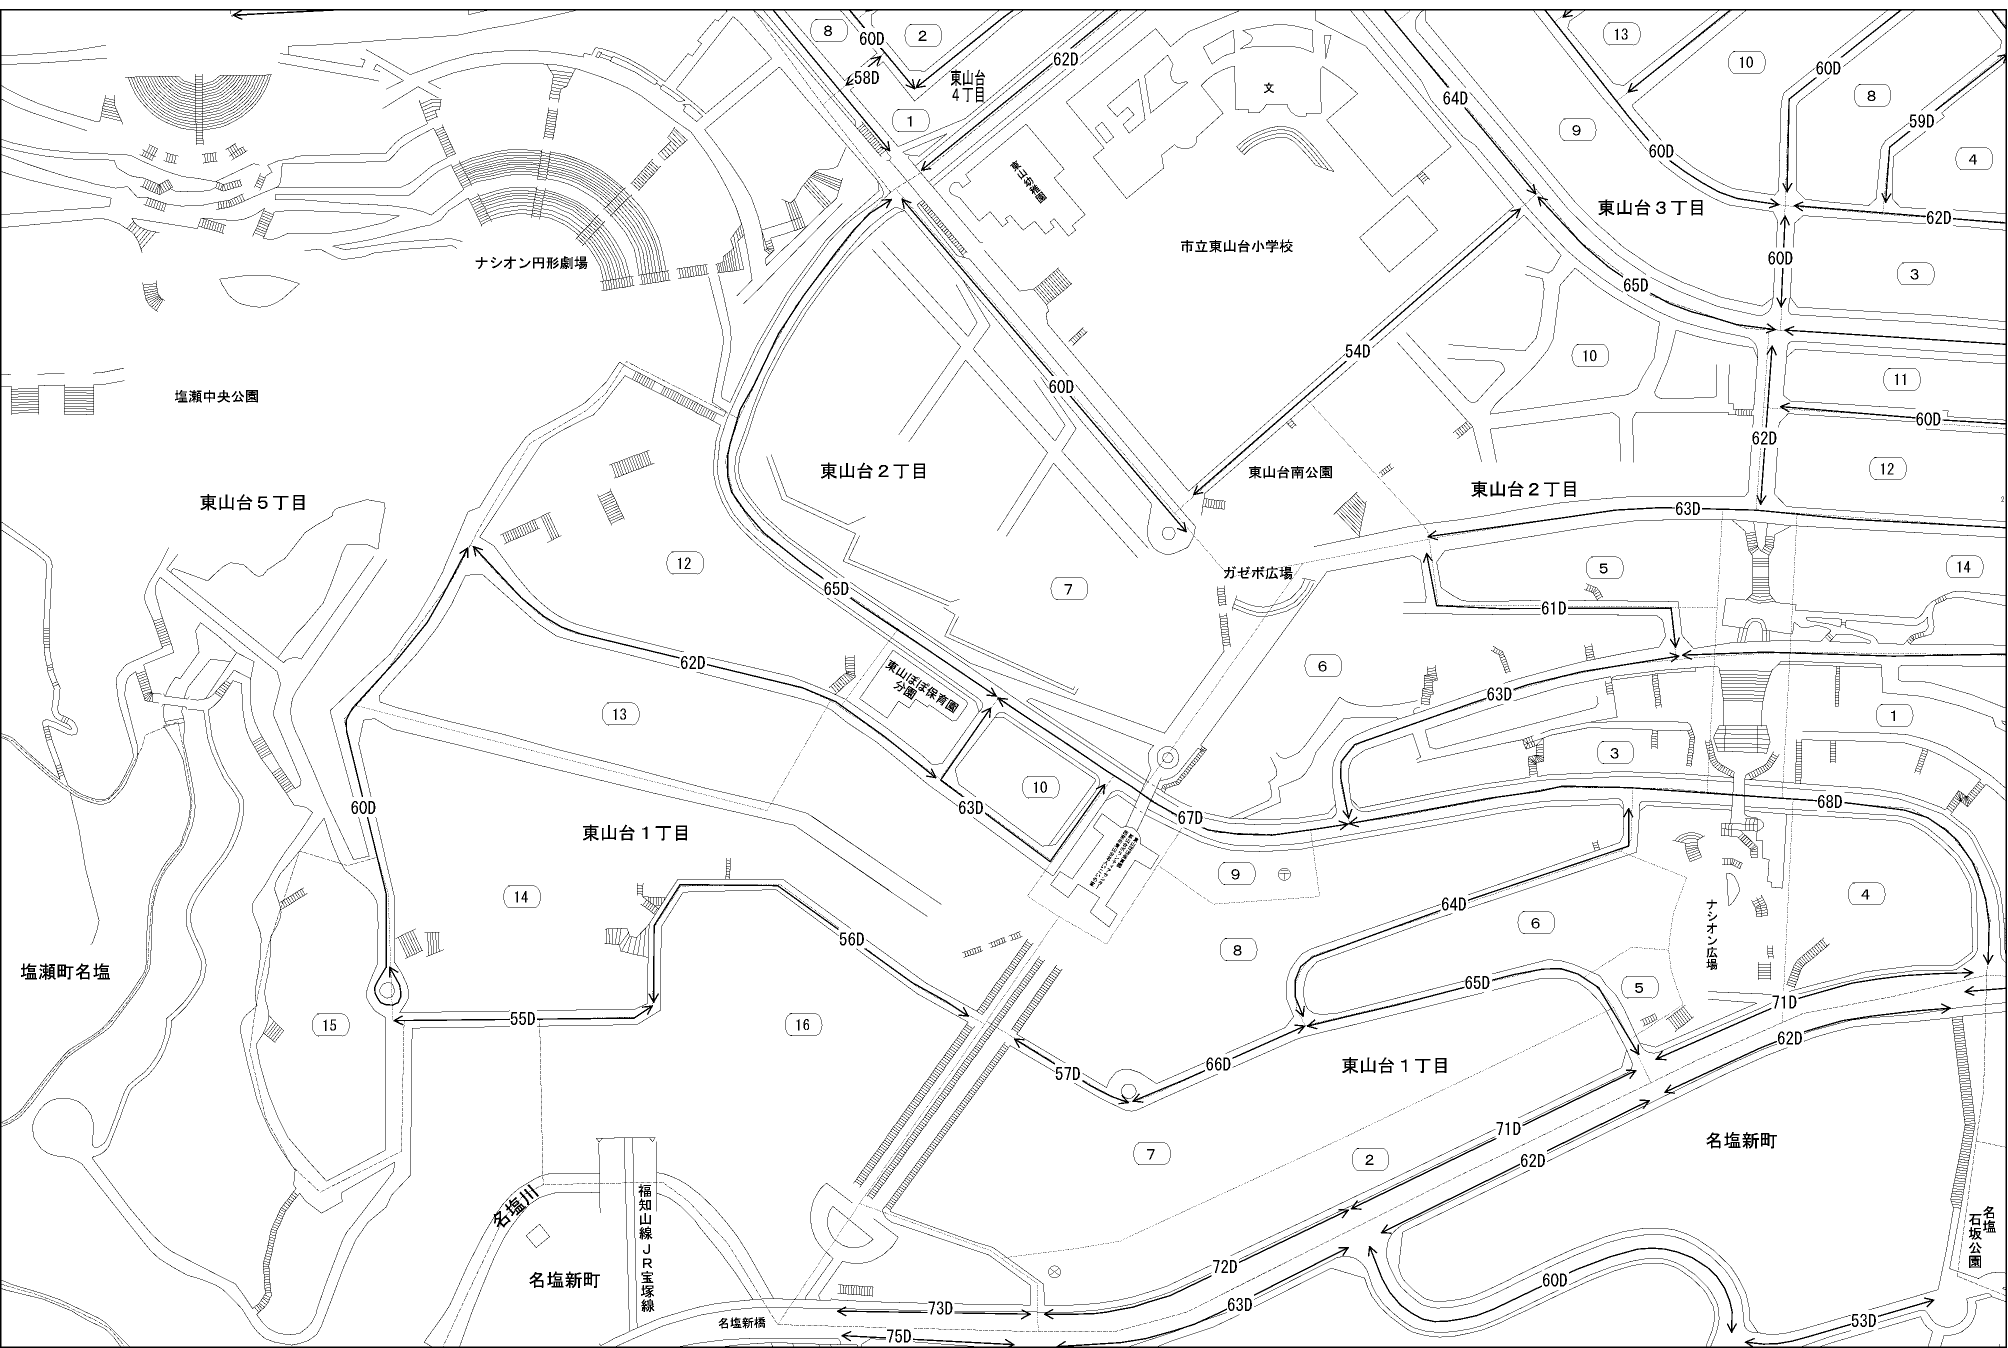 8
60D
2
13
58D
62D
10
60D
東山台
4丁目
文
64D
8
1
59D
9
60D
4
東山幼稚園
東山台3丁目
62D
市立東山台小学校
ナシオン円形劇場
60D
3
65D
54D
10
60D
11
塩瀬中央公園
60D
62D
東山台2丁目
東山台南公園
12
東山台2丁目
東山台5丁目
63D
12
ガゼボ広場
5
14
65D
7
61D
62D
6
東山ぽぽ保育園
分園
63D
13
1
3
10
60D
63D
68D
67D
東山台1丁目
9
14
64D
4
6
ナシオン広場
56D
8
塩瀬町名塩
65D
5
71D
55D
15
16
62D
66D
東山台1丁目
57D
71D
名塩新町
7
2
62D
名塩川
福知山線JR宝塚線
名塩
石坂公園
72D
名塩新町
60D
63D
73D
名塩新橋
53D
75D